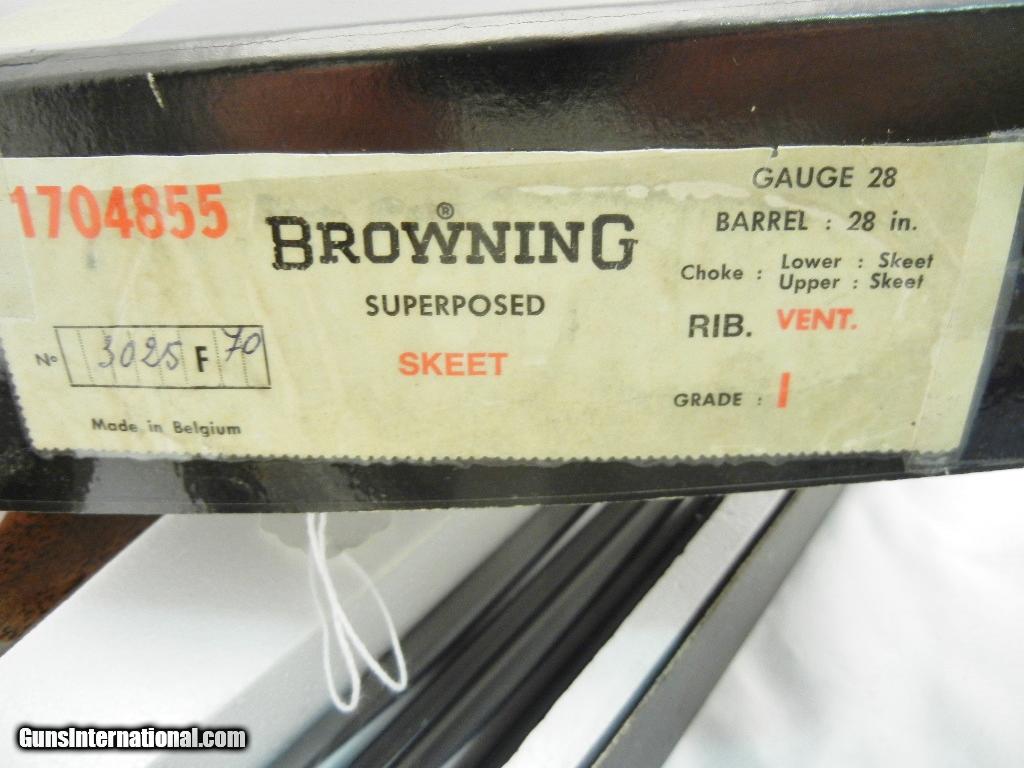 1704855
BROWNING®
SUPERPOSED
SKEET
Nº 3025 F 70
Made in Belgium
GAUGE 28
BARREL : 28 in.
Choke : Lower : Skeet
Upper : Skeet
RIB. VENT.
GRADE : I
GunsInternational.com